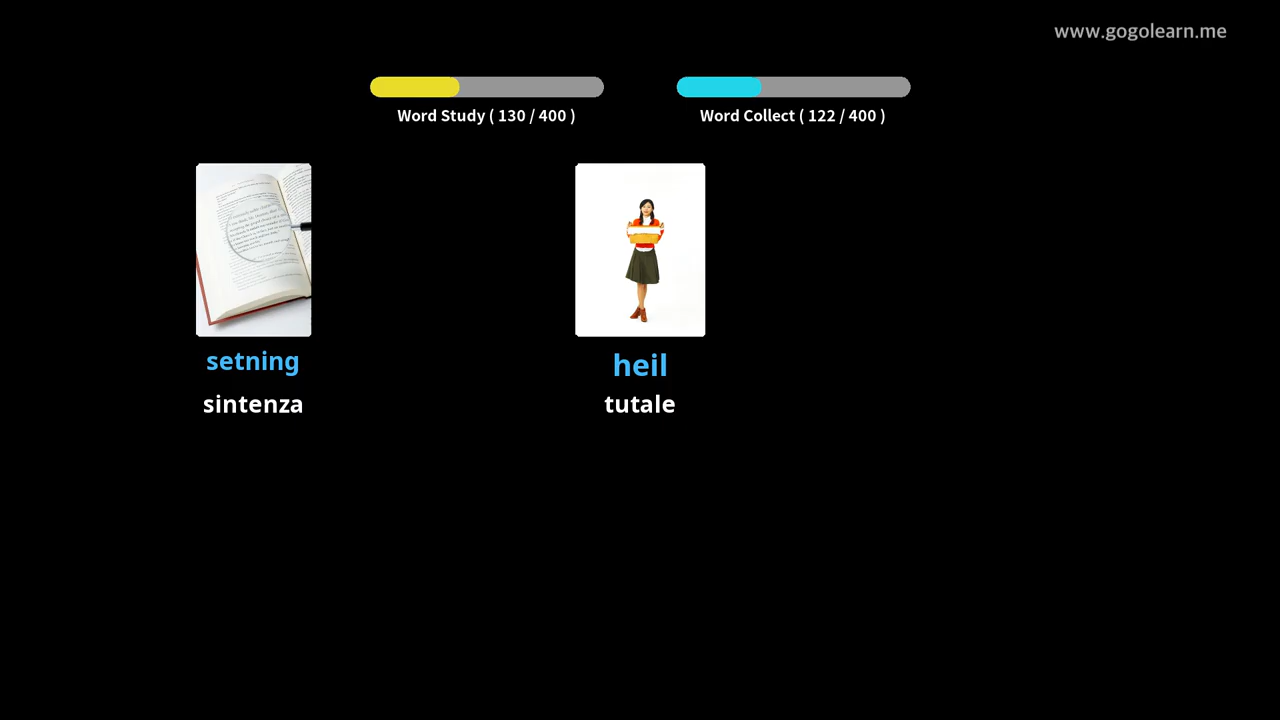 www.gogolearn.me
Word Study ( 130 / 400 )
Word Collect ( 122 / 400 )
setning
heil
sintenza
tutale